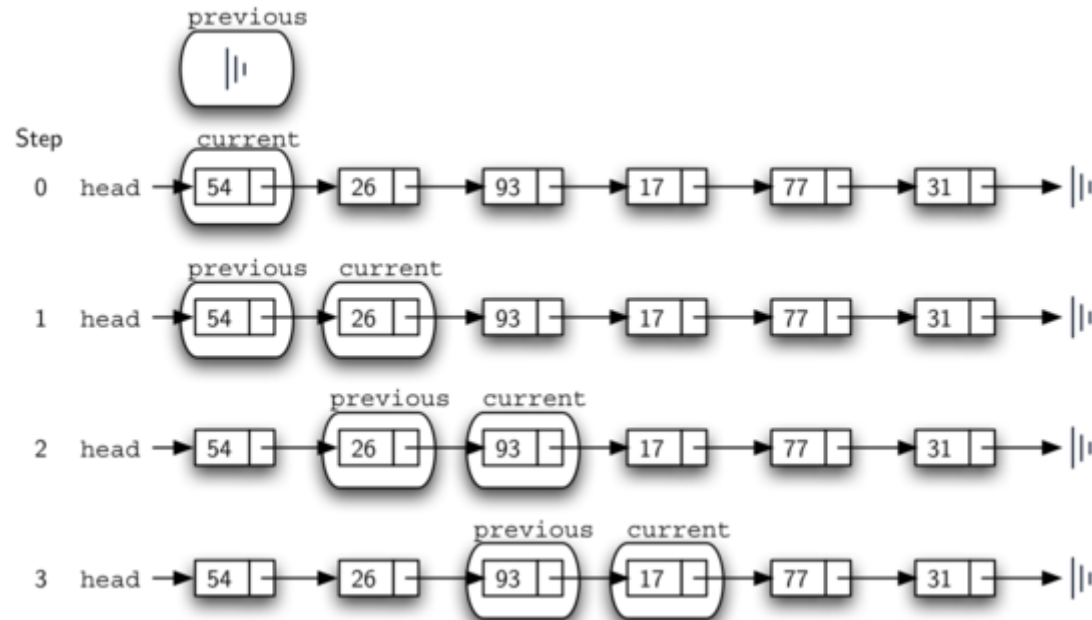 previous
Step
current
0 head 54 26 93 17 77 31
previous current
1 head 54 26 93 17 77 31
previous current
2 head 54 26 93 17 77 31
previous current
3 head 54 26 93 17 77 31